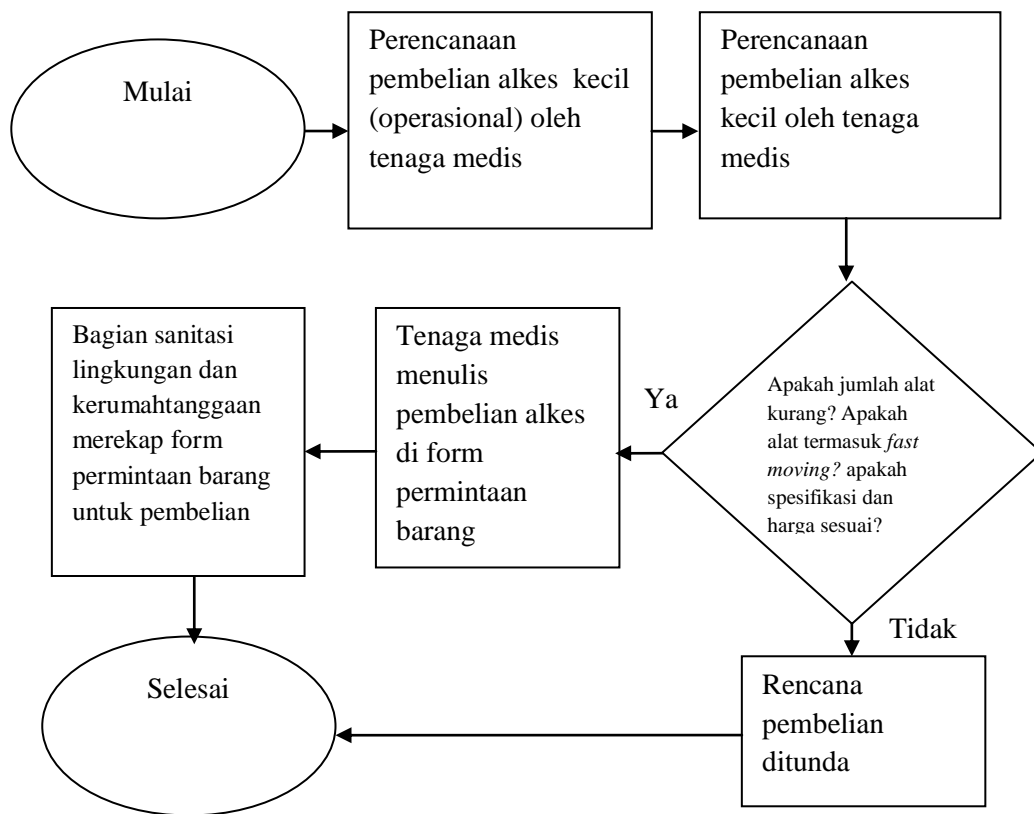 Mulai
Perencanaan
pembelian alkes kecil
(operasional) oleh
tenaga medis
Perencanaan
pembelian alkes
kecil oleh tenaga
medis
Apakah jumlah alat
kurang? Apakah
alat termasuk fast
moving? apakah
spesifikasi dan
harga sesuai?
Ya
Tenaga medis
menulis
pembelian alkes
di form
permintaan
barang
Bagian sanitasi
lingkungan dan
kerumahtanggaan
merekap form
permintaan barang
untuk pembelian
Tidak
Rencana
pembelian
ditunda
Selesai